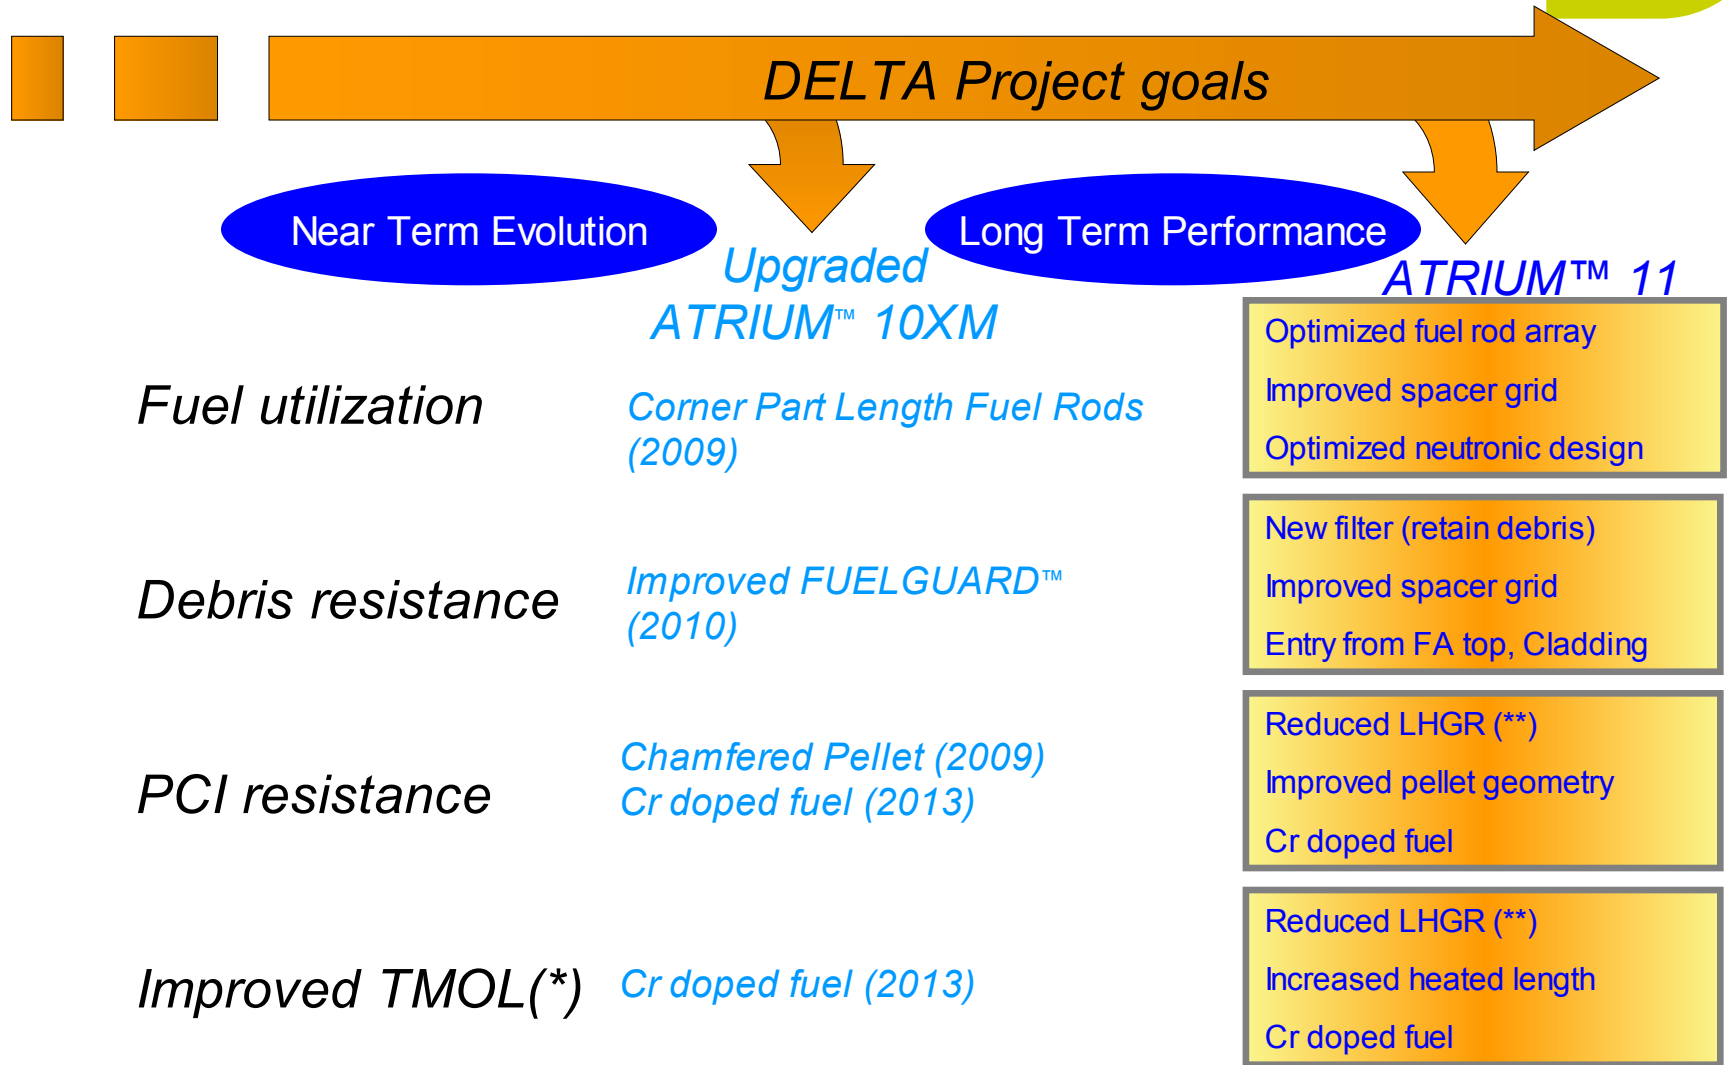 DELTA Project goals
Near Term Evolution
Long Term Performance
Upgraded
ATRIUM™ 10XM
ATRIUM™ 11
Fuel utilization
Corner Part Length Fuel Rods
(2009)
Optimized fuel rod array
Improved spacer grid
Optimized neutronic design
Debris resistance
Improved FUELGUARD™
(2010)
New filter (retain debris)
Improved spacer grid
Entry from FA top, Cladding
PCI resistance
Chamfered Pellet (2009)
Cr doped fuel (2013)
Reduced LHGR (**)
Improved pellet geometry
Cr doped fuel
Improved TMOL(*)
Cr doped fuel (2013)
Reduced LHGR (**)
Increased heated length
Cr doped fuel